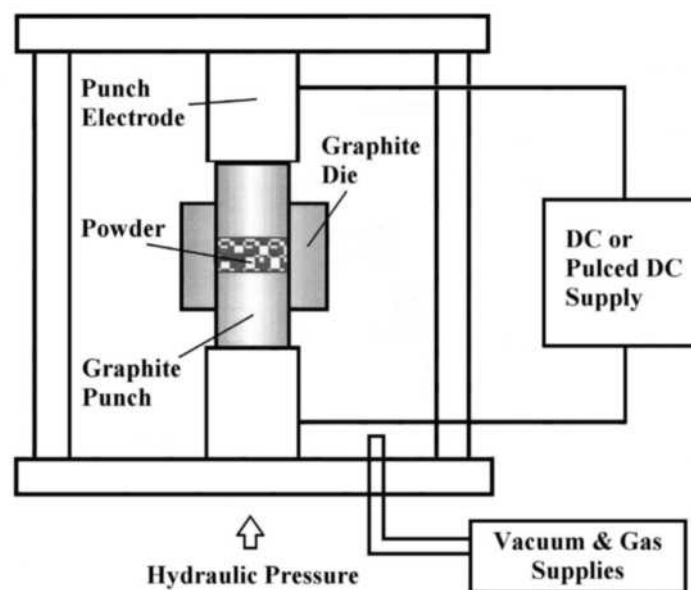 Punch
Electrode
Graphite
Die
Powder
DC or
Pulced DC
Supply
Graphite
Punch
Hydraulic Pressure
Vacuum & Gas
Supplies